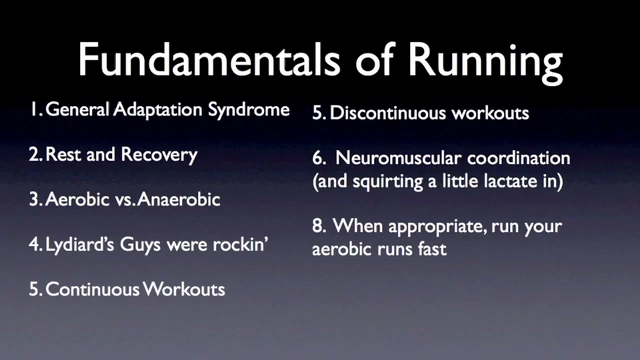 Fundamentals of Running
1. General Adaptation Syndrome
2. Rest and Recovery
3. Aerobic vs. Anaerobic
4. Lydiard's Guys were rockin'
5. Continuous Workouts
5. Discontinuous workouts
6. Neuromuscular coordination
(and squirting a little lactate in)
8. When appropriate, run your
aerobic runs fast